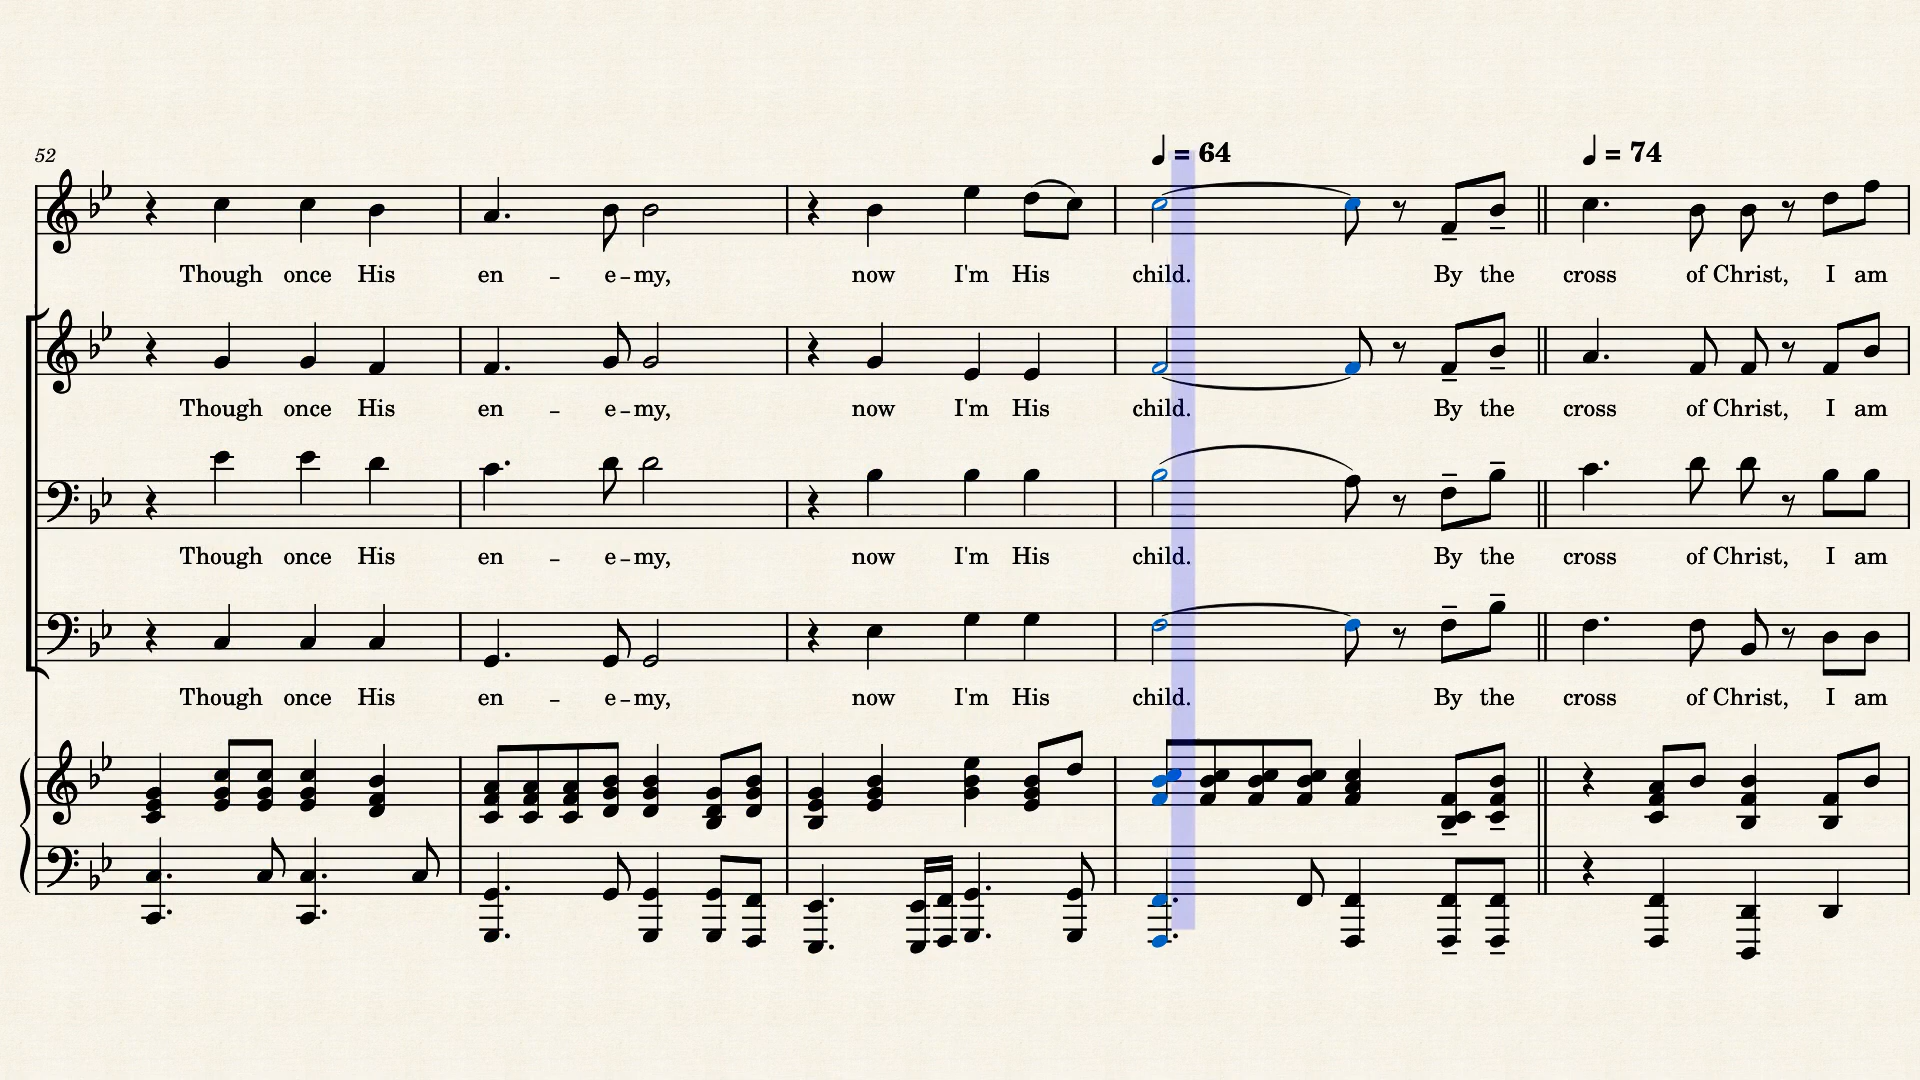 ♩ = 64 ♩ = 74
52
Though once His en - e - my, now I'm His child. By the cross of Christ, I am
Though once His en - e - my, now I'm His child. By the cross of Christ, I am
Though once His en - e - my, now I'm His child. By the cross of Christ, I am
Though once His en - e - my, now I'm His child. By the cross of Christ, I am